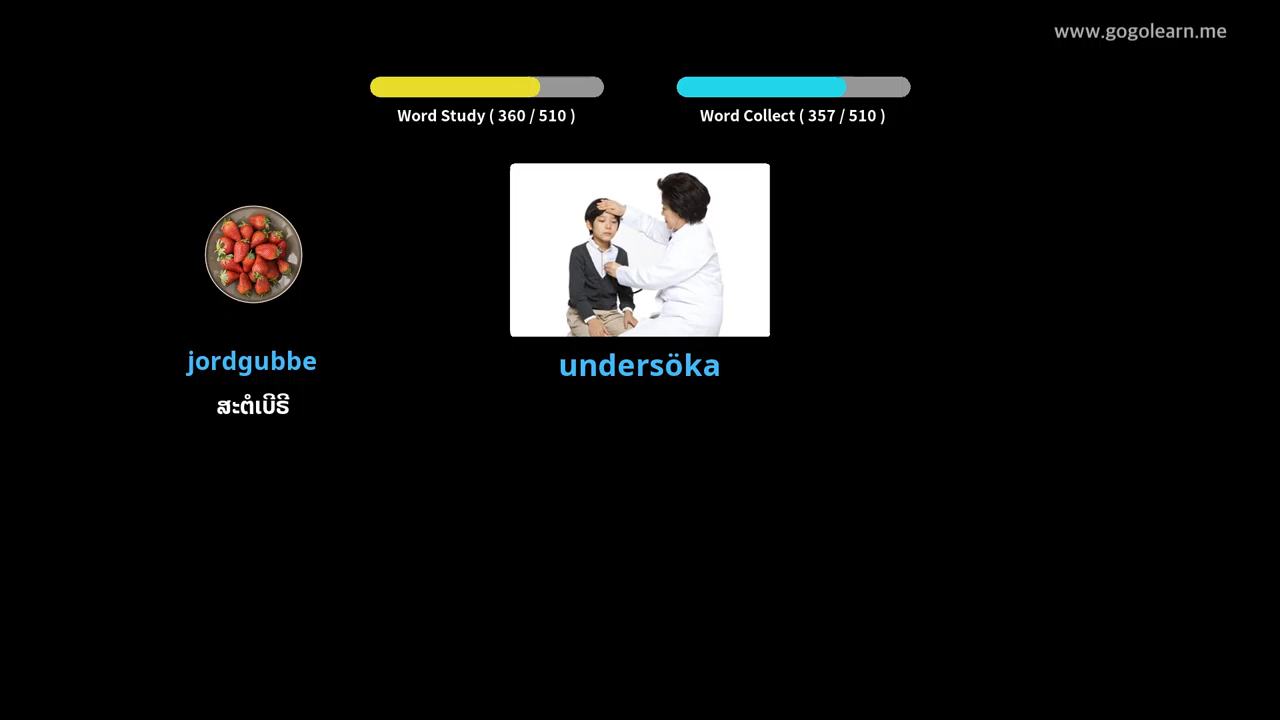 www.gogolearn.me
Word Study ( 360 / 510 )
Word Collect ( 357 / 510 )
jordgubbe
ສະຕໍເບີຣີ
undersöka